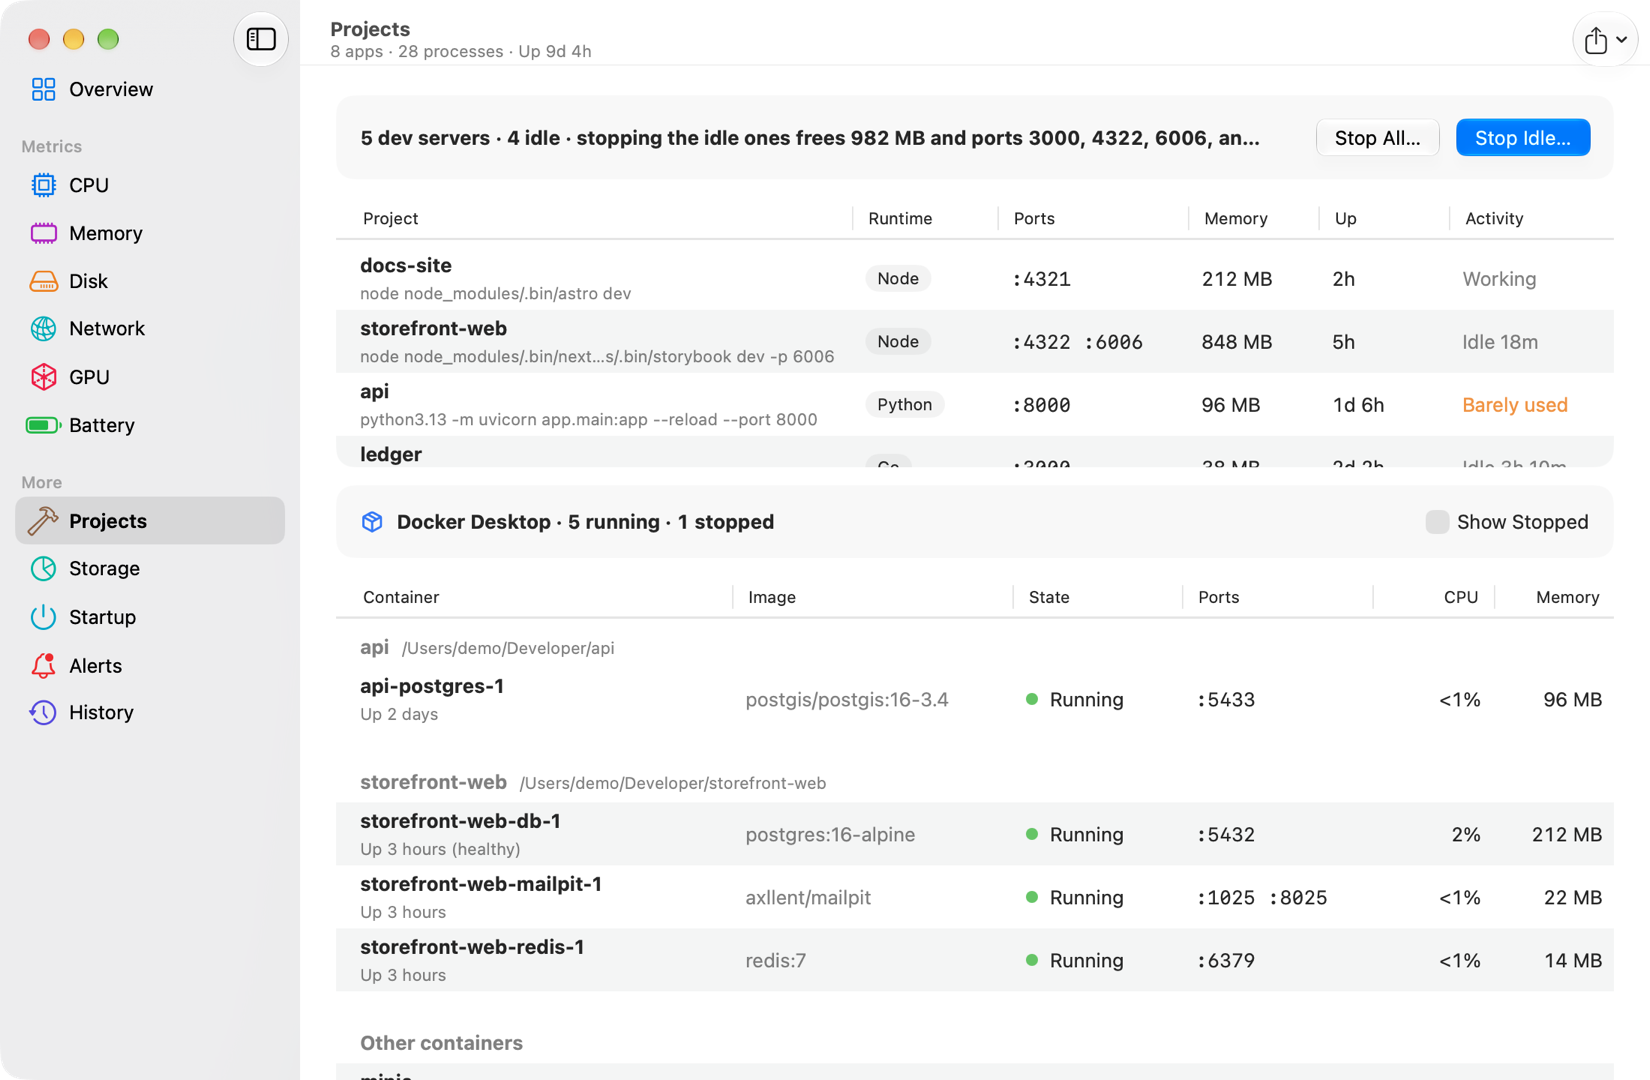 Projects
8 apps · 28 processes · Up 9d 4h
Overview
Metrics
CPU
Memory
Disk
Network
GPU
Battery
More
Projects
Storage
Startup
Alerts
History
5 dev servers · 4 idle · stopping the idle ones frees 982 MB and ports 3000, 4322, 6006, an...
Stop All...
Stop Idle...
Project Runtime Ports Memory Up Activity
docs-site
node node_modules/.bin/astro dev
Node :4321 212 MB 2h Working
storefront-web
node node_modules/.bin/next...s/.bin/storybook dev -p 6006
Node :4322 :6006 848 MB 5h Idle 18m
api
python3.13 -m uvicorn app.main:app --reload --port 8000
Python :8000 96 MB 1d 6h Barely used
ledger
Go :3000 38 MB 2d 2h Idle 3h 10m
Docker Desktop · 5 running · 1 stopped
Show Stopped
Container Image State Ports CPU Memory
api /Users/demo/Developer/api
api-postgres-1
Up 2 days
postgis/postgis:16-3.4 Running :5433 <1% 96 MB
storefront-web /Users/demo/Developer/storefront-web
storefront-web-db-1
Up 3 hours (healthy)
postgres:16-alpine Running :5432 2% 212 MB
storefront-web-mailpit-1
Up 3 hours
axllent/mailpit Running :1025 :8025 <1% 22 MB
storefront-web-redis-1
Up 3 hours
redis:7 Running :6379 <1% 14 MB
Other containers